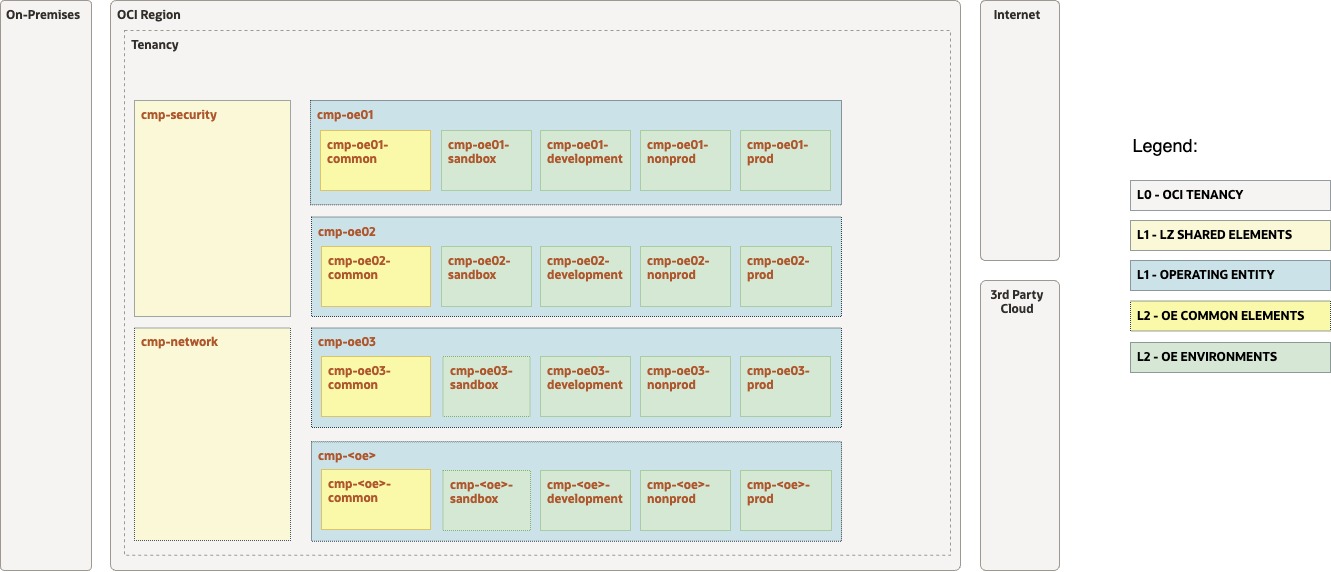 On-Premises
OCI Region
Tenancy
cmp-security
cmp-network
cmp-oe01
cmp-oe01-
common
cmp-oe01-
sandbox
cmp-oe01-
development
cmp-oe01-
nonprod
cmp-oe01-
prod
cmp-oe02
cmp-oe02-
common
cmp-oe02-
sandbox
cmp-oe02-
development
cmp-oe02-
nonprod
cmp-oe02-
prod
cmp-oe03
cmp-oe03-
common
cmp-oe03-
sandbox
cmp-oe03-
development
cmp-oe03-
nonprod
cmp-oe03-
prod
cmp-<oe>
cmp-<oe>-
common
cmp-<oe>-
sandbox
cmp-<oe>-
development
cmp-<oe>-
nonprod
cmp-<oe>-
prod
Internet
3rd Party
Cloud
Legend:
L0 - OCI TENANCY
L1 - LZ SHARED ELEMENTS
L1 - OPERATING ENTITY
L2 - OE COMMON ELEMENTS
L2 - OE ENVIRONMENTS